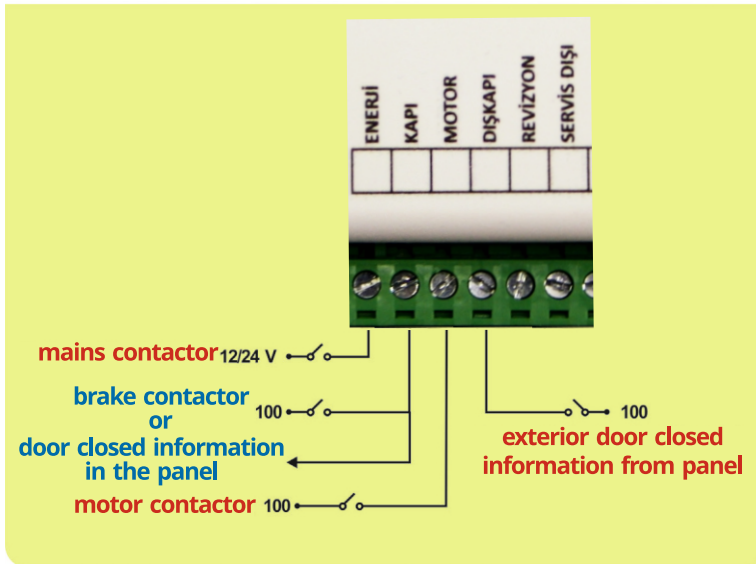 ENERJİ
KAPI
MOTOR
DIŞKAPI
REVİZYON
SERVİS DIŞI
mains contactor 12/24 V
brake contactor
or
door closed information
in the panel
100
motor contactor 100
100
exterior door closed
information from panel